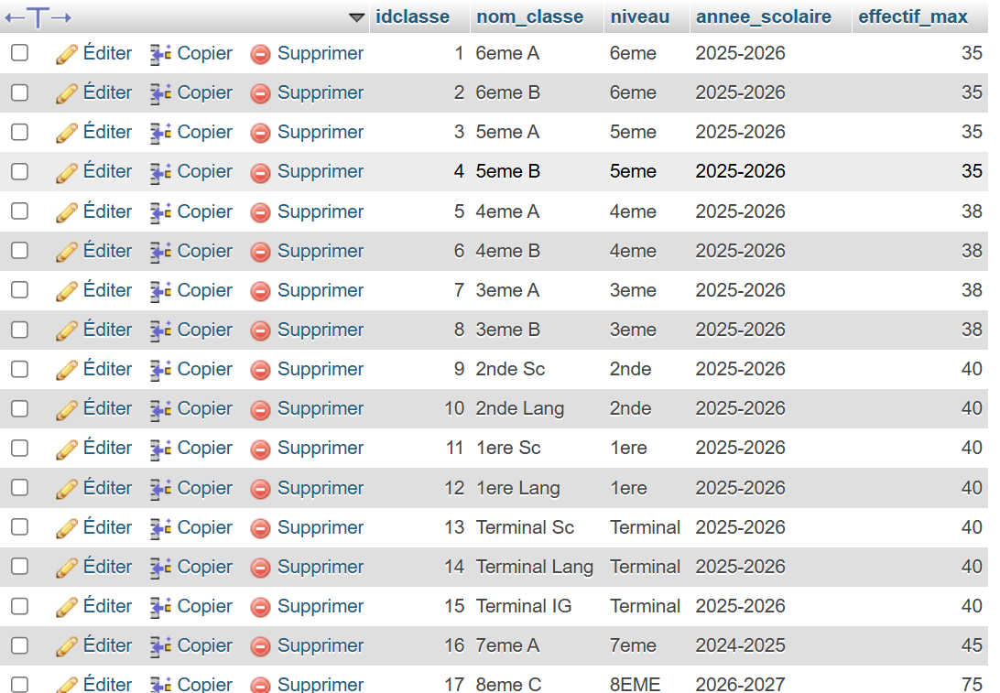 idclasse nom_classe niveau annee_scolaire effectif_max
Éditer Copier Supprimer 1 6eme A 6eme 2025-2026 35
Éditer Copier Supprimer 2 6eme B 6eme 2025-2026 35
Éditer Copier Supprimer 3 5eme A 5eme 2025-2026 35
Éditer Copier Supprimer 4 5eme B 5eme 2025-2026 35
Éditer Copier Supprimer 5 4eme A 4eme 2025-2026 38
Éditer Copier Supprimer 6 4eme B 4eme 2025-2026 38
Éditer Copier Supprimer 7 3eme A 3eme 2025-2026 38
Éditer Copier Supprimer 8 3eme B 3eme 2025-2026 38
Éditer Copier Supprimer 9 2nde Sc 2nde 2025-2026 40
Éditer Copier Supprimer 10 2nde Lang 2nde 2025-2026 40
Éditer Copier Supprimer 11 1ere Sc 1ere 2025-2026 40
Éditer Copier Supprimer 12 1ere Lang 1ere 2025-2026 40
Éditer Copier Supprimer 13 Terminal Sc Terminal 2025-2026 40
Éditer Copier Supprimer 14 Terminal Lang Terminal 2025-2026 40
Éditer Copier Supprimer 15 Terminal IG Terminal 2025-2026 40
Éditer Copier Supprimer 16 7eme A 7eme 2024-2025 45
Éditer Copier Supprimer 17 8eme C 8EME 2026-2027 75